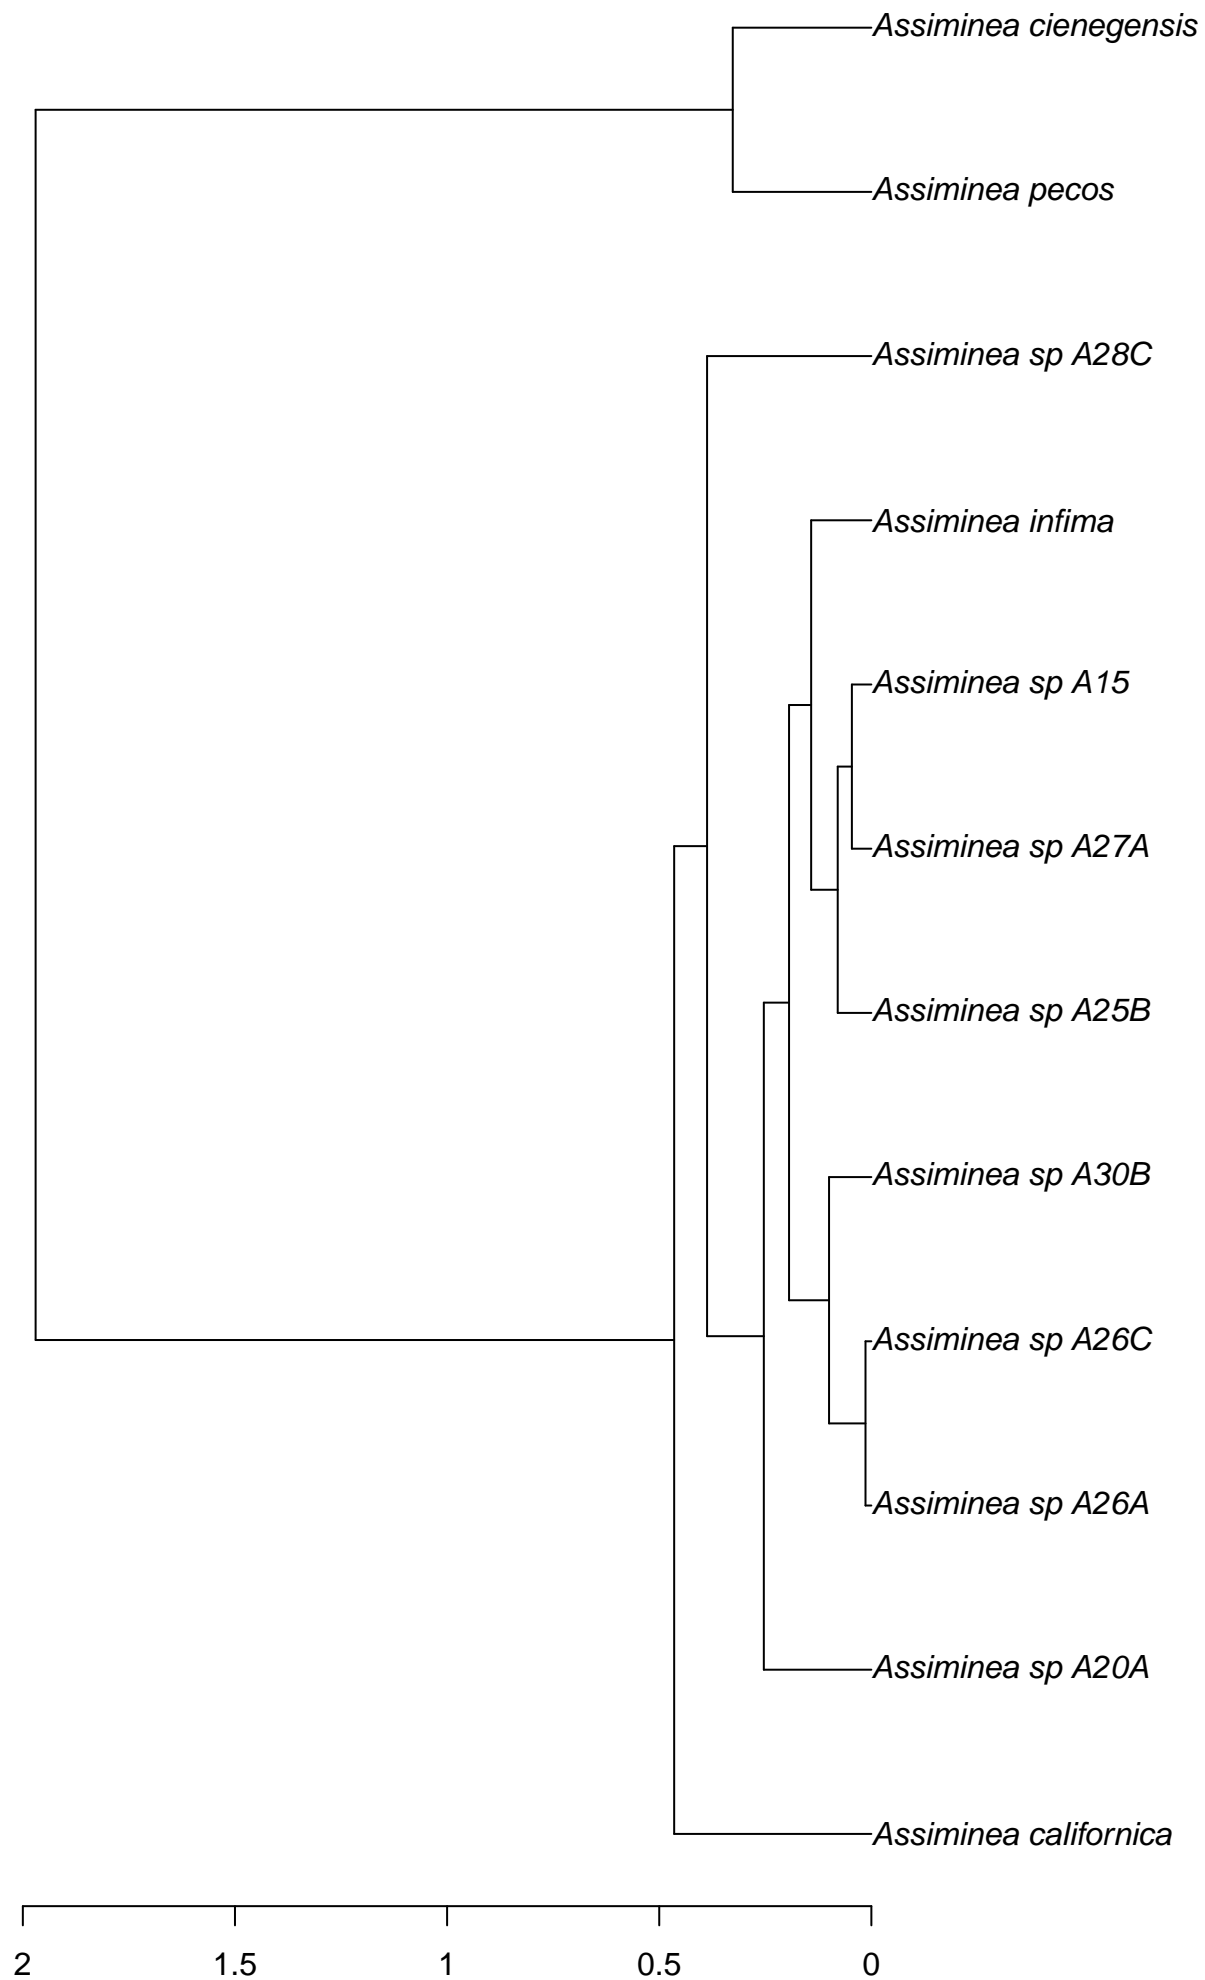 Assiminea cienegensis
Assiminea pecos
Assiminea sp A28C
Assiminea infima
Assiminea sp A15
Assiminea sp A27A
Assiminea sp A25B
Assiminea sp A30B
Assiminea sp A26C
Assiminea sp A26A
Assiminea sp A20A
Assiminea californica
2 1.5 1 0.5 0